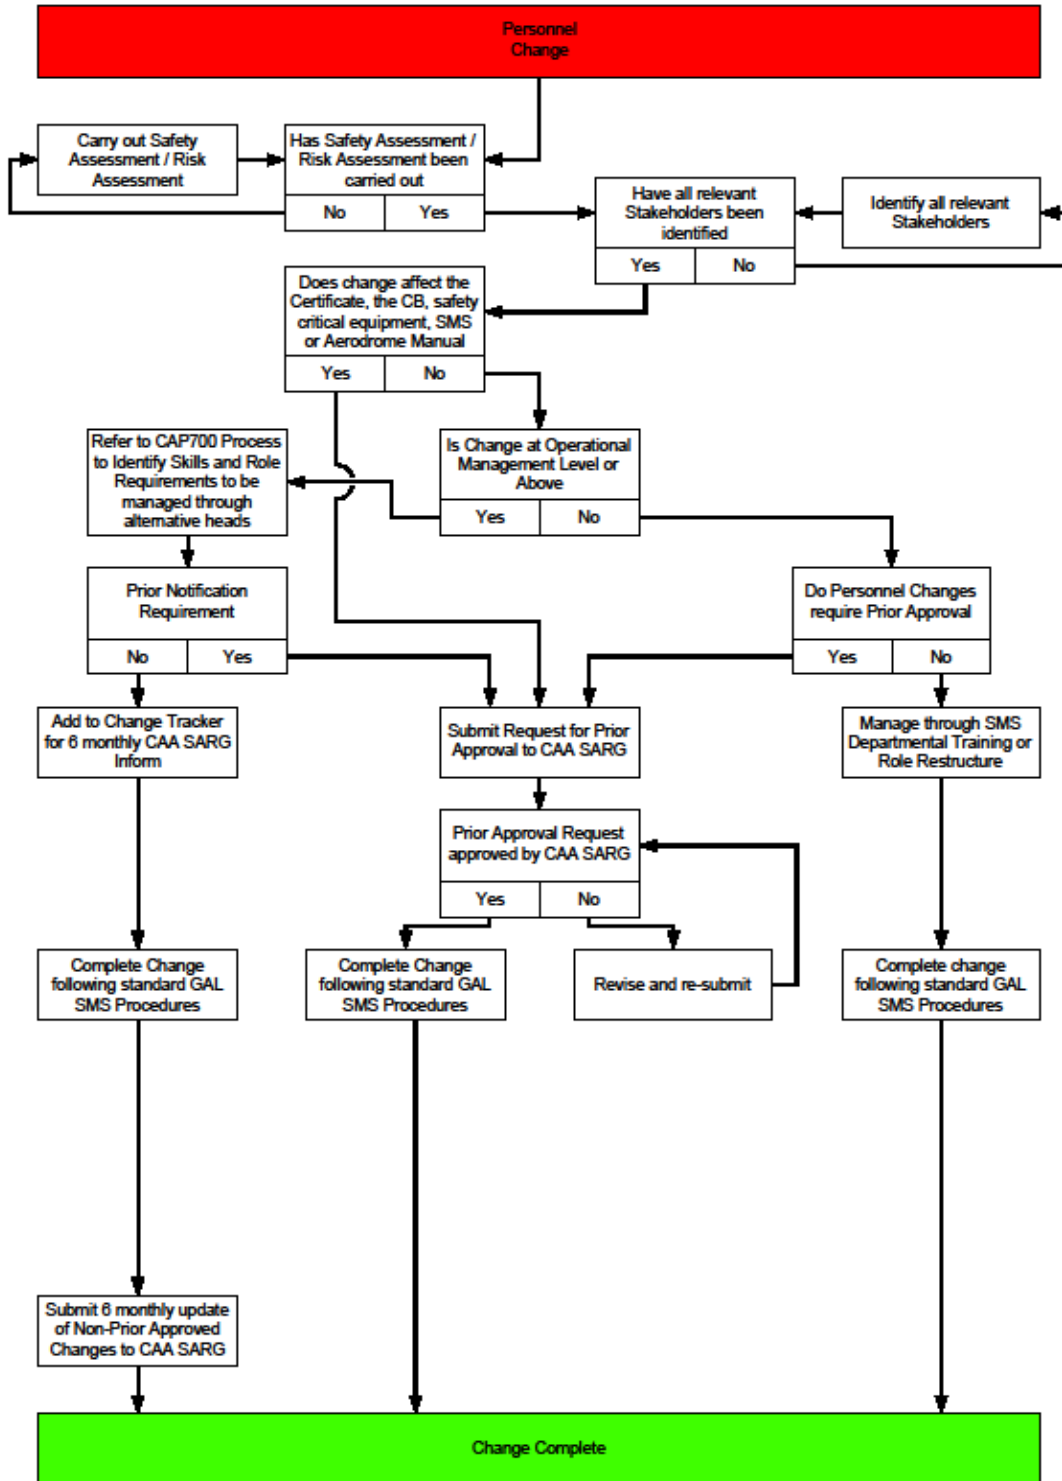 Personnel
Change
Carry out Safety
Assessment / Risk
Assessment
Has Safety Assessment /
Risk Assessment been
carried out
No
Yes
Have all relevant
Stakeholders been
identified
Yes
No
Identify all relevant
Stakeholders
Does change affect the
Certificate, the CB, safety
critical equipment, SMS
or Aerodrome Manual
Yes
No
Refer to CAP700 Process
to Identify Skills and Role
Requirements to be
managed through
alternative heads
Is Change at Operational
Management Level or
Above
Yes
No
Prior Notification
Requirement
No
Yes
Do Personnel Changes
require Prior Approval
Yes
No
Add to Change Tracker
for 6 monthly CAA SARG
Inform
Submit Request for Prior
Approval to CAA SARG
Manage through SMS
Departmental Training or
Role Restructure
Prior Approval Request
approved by CAA SARG
Yes
No
Complete Change
following standard GAL
SMS Procedures
Complete Change
following standard GAL
SMS Procedures
Revise and re-submit
Complete change
following standard GAL
SMS Procedures
Submit 6 monthly update
of Non-Prior Approved
Changes to CAA SARG
Change Complete